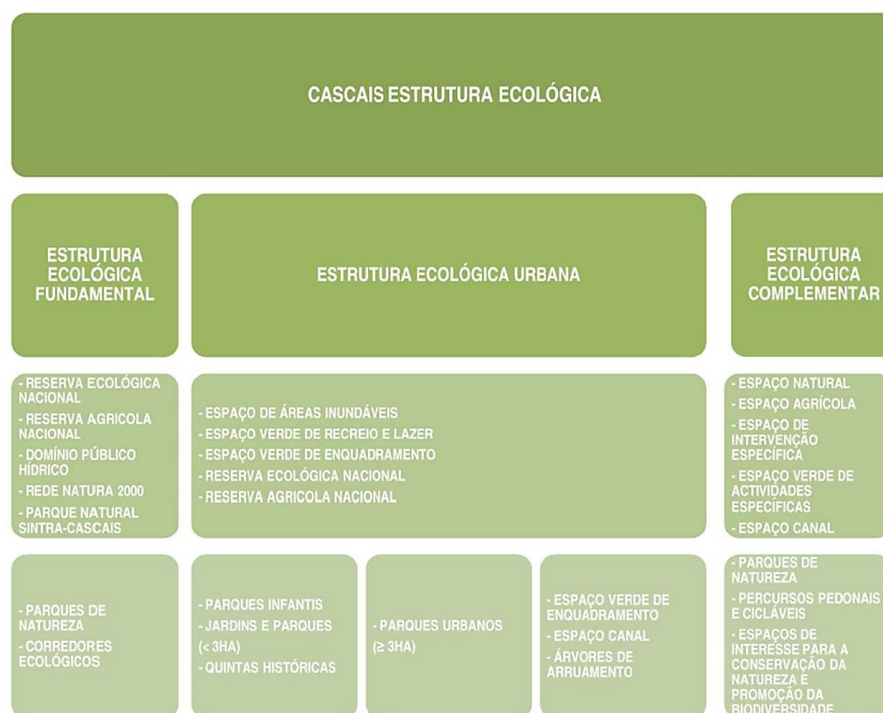 CASCAIS ESTRUTURA ECOLÓGICA
ESTRUTURA
ECOLÓGICA
FUNDAMENTAL
ESTRUTURA ECOLÓGICA URBANA
ESTRUTURA
ECOLÓGICA
COMPLEMENTAR
- RESERVA ECOLÓGICA
NACIONAL
- RESERVA AGRICOLA
NACIONAL
- DOMÍNIO PÚBLICO
HÍDRICO
- REDE NATURA 2000
- PARQUE NATURAL
SINTRA-CASCAIS
- ESPAÇO DE ÁREAS INUNDÁVEIS
- ESPAÇO VERDE DE RECREIO E LAZER
- ESPAÇO VERDE DE ENQUADRAMENTO
- RESERVA ECOLÓGICA NACIONAL
- RESERVA AGRICOLA NACIONAL
- ESPAÇO NATURAL
- ESPAÇO AGRÍCOLA
- ESPAÇO DE
INTERVENÇÃO
ESPECÍFICA
- ESPAÇO VERDE DE
ACTIVIDADES
ESPECÍFICAS
- ESPAÇO CANAL
- PARQUES DE
NATUREZA
- CORREDORES
ECOLÓGICOS
- PARQUES INFANTIS
- JARDINS E PARQUES
(< 3HA)
- QUINTAS HISTÓRICAS
- PARQUES URBANOS
(≥ 3HA)
- ESPAÇO VERDE DE
ENQUADRAMENTO
- ESPAÇO CANAL
- ÁRVORES DE
ARRUAMENTO
- PARQUES DE
NATUREZA
- PERCURSOS PEDONAIS
E CICLÁVEIS
- ESPAÇOS DE
INTERESSE PARA A
CONSERVAÇÃO DA
NATUREZA E
PROMOÇÃO DA
BIODIVERSIDADE